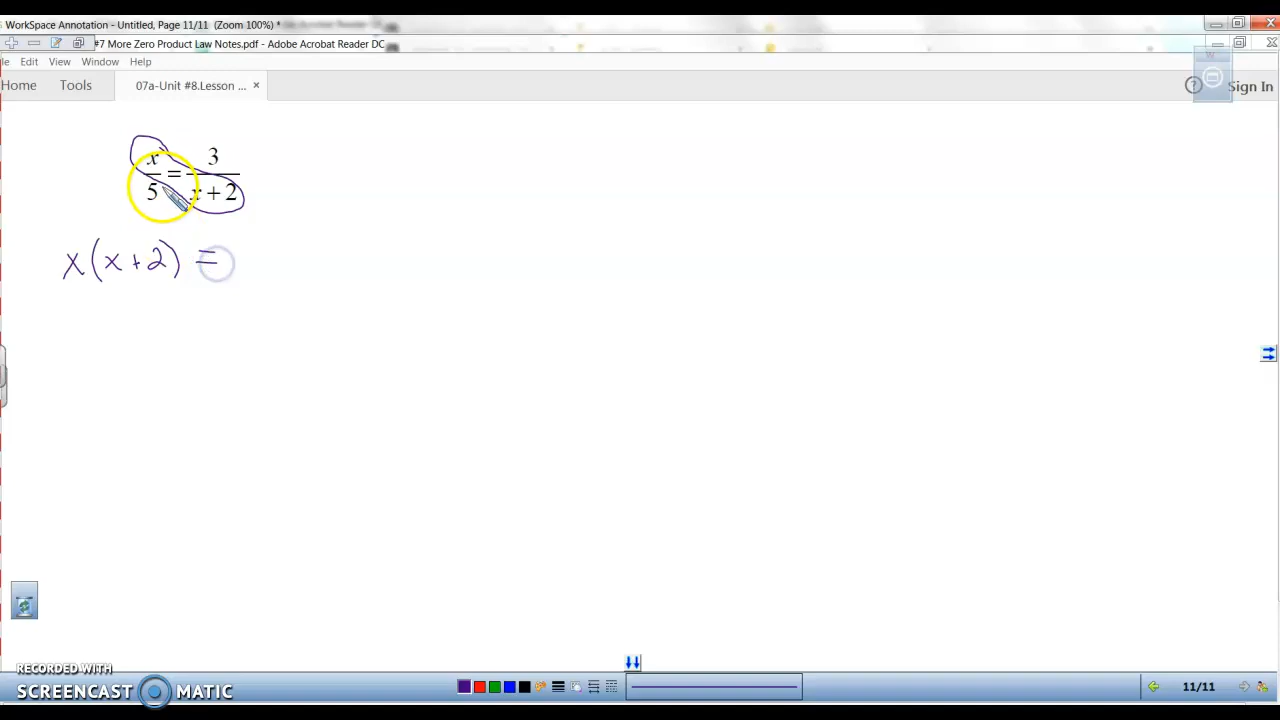 WorkSpace Annotation - Untitled, Page 11/11 (Zoom 100%) *
#7 More Zero Product Law Notes.pdf - Adobe Acrobat Reader DC
le Edit View Window Help
Home Tools 07a-Unit #8.Lesson ... × ? Sign In
x/5 = 3/(x + 2)
x(x+2) =
RECORDED WITH
SCREENCAST MATIC
11/11